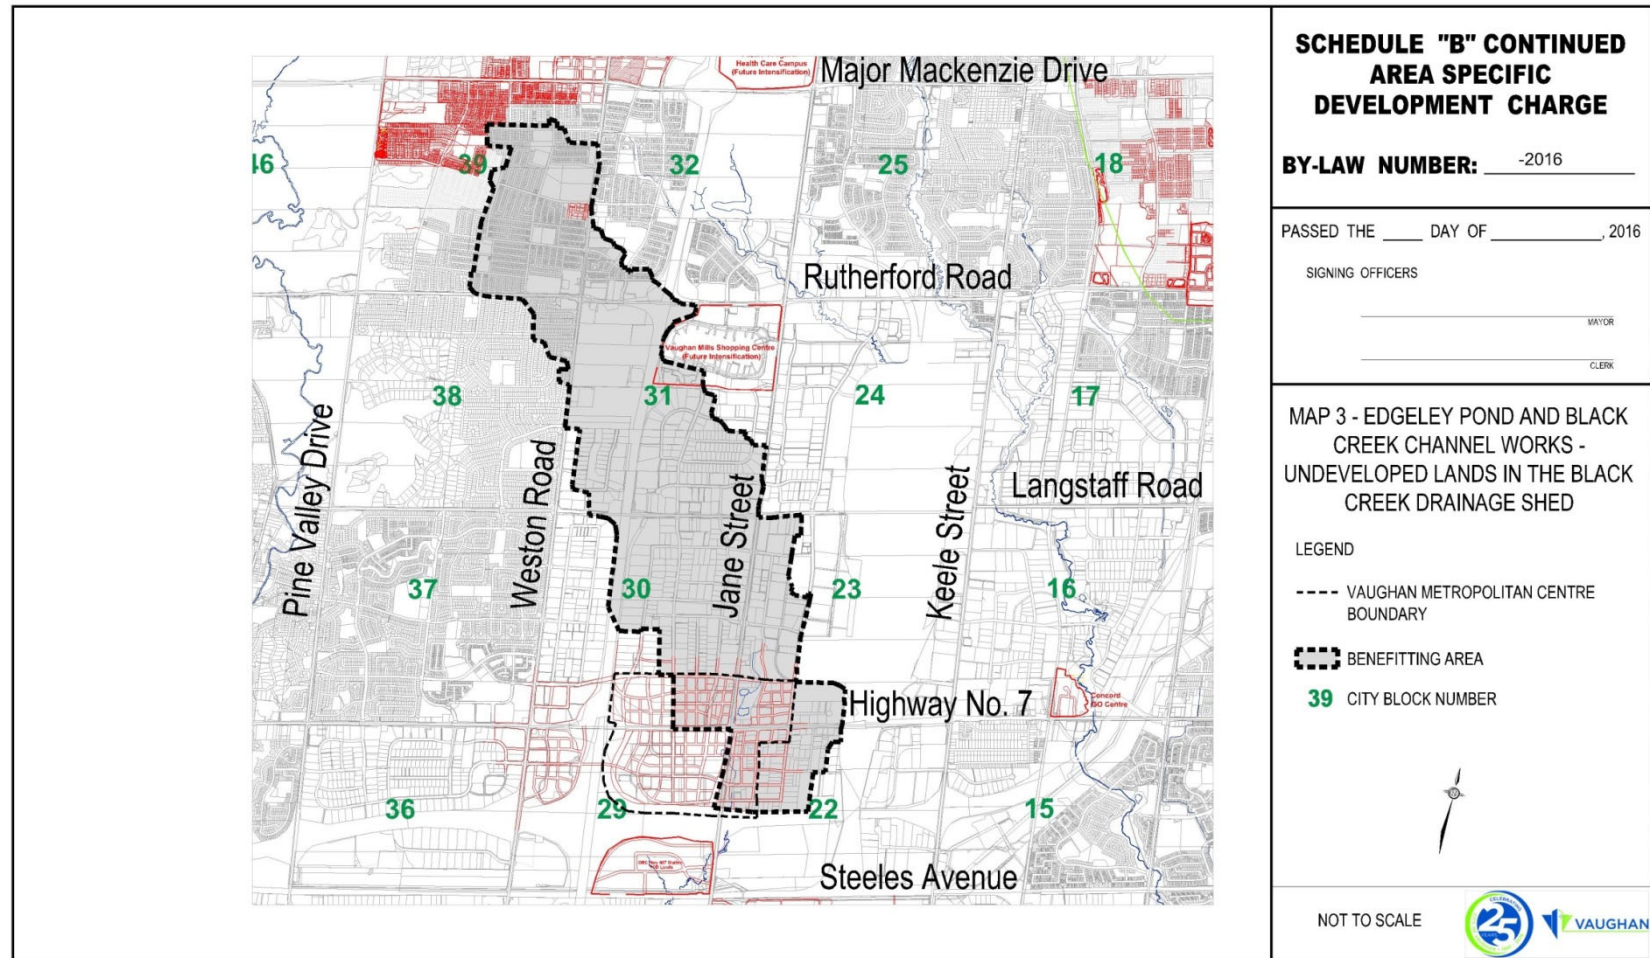 Health Care Campus
(Future Intensification)
Major Mackenzie Drive
46
39
32
25
18
Rutherford Road
Vaughan Mills Shopping Centre
(Future Intensification)
38
31
24
17
Pine Valley Drive
Weston Road
Jane Street
Keele Street
Langstaff Road
37
30
23
16
Highway No. 7
Concord
GO Centre
36
29
22
15
Steeles Avenue
SCHEDULE "B" CONTINUED
AREA SPECIFIC
DEVELOPMENT CHARGE
BY-LAW NUMBER: -2016
PASSED THE ____ DAY OF ____________, 2016
SIGNING OFFICERS
MAYOR
CLERK
MAP 3 - EDGELEY POND AND BLACK
CREEK CHANNEL WORKS -
UNDEVELOPED LANDS IN THE BLACK
CREEK DRAINAGE SHED
LEGEND
VAUGHAN METROPOLITAN CENTRE
BOUNDARY
BENEFITTING AREA
39 CITY BLOCK NUMBER
NOT TO SCALE
CELEBRATING
25
YEARS
VAUGHAN